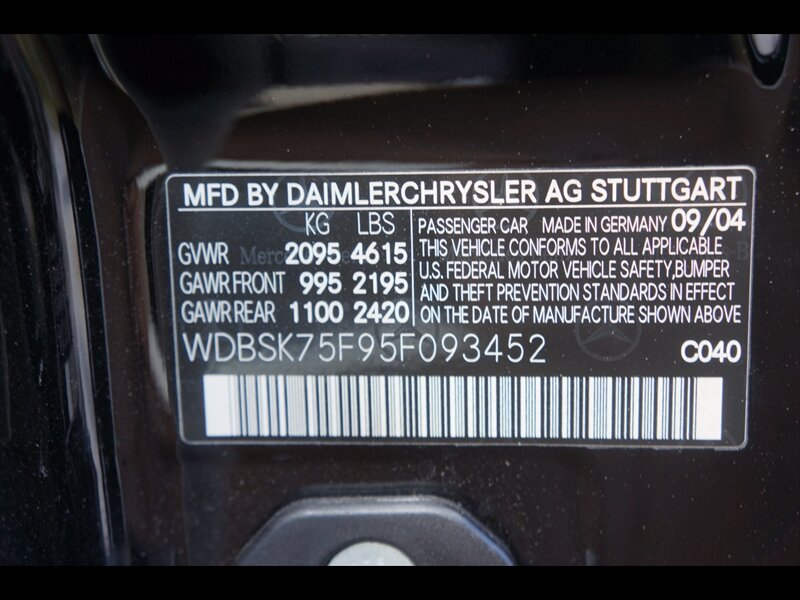 MFD BY DAIMLERCHRYSLER AG STUTTGART
KG LBS
GVWR 2095 4615
GAWR FRONT 995 2195
GAWR REAR 1100 2420
PASSENGER CAR MADE IN GERMANY 09/04
THIS VEHICLE CONFORMS TO ALL APPLICABLE
U.S. FEDERAL MOTOR VEHICLE SAFETY,BUMPER
AND THEFT PREVENTION STANDARDS IN EFFECT
ON THE DATE OF MANUFACTURE SHOWN ABOVE
WDBSK75F95F093452 C040